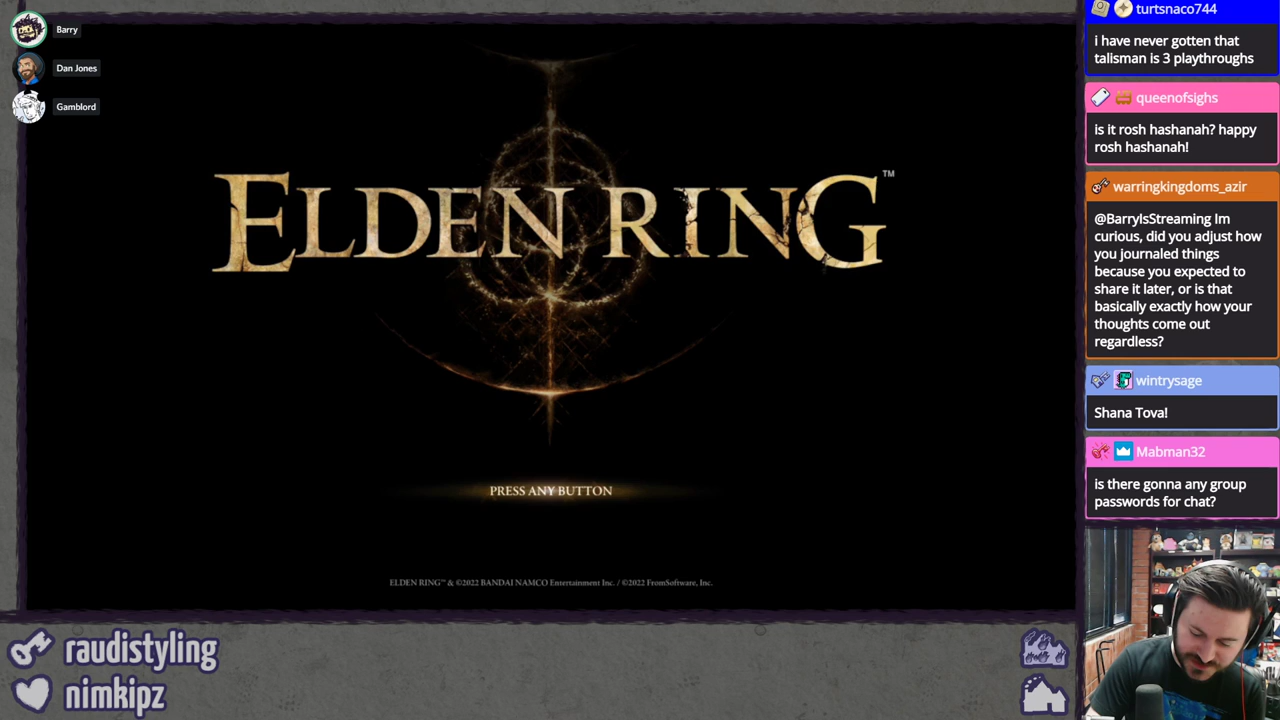 Barry
Dan Jones
Gamblord
ELDEN RING™
PRESS ANY BUTTON
ELDEN RING™ & ©2022 BANDAI NAMCO Entertainment Inc. / ©2022 FromSoftware, Inc.
turtsnaco744
i have never gotten that
talisman is 3 playthroughs
queenofsighs
is it rosh hashanah? happy
rosh hashanah!
warringkingdoms_azir
@BarryIsStreaming Im
curious, did you adjust how
you journaled things
because you expected to
share it later, or is that
basically exactly how your
thoughts come out
regardless?
wintrysage
Shana Tova!
Mabman32
is there gonna any group
passwords for chat?
raudistyling
nimkipz